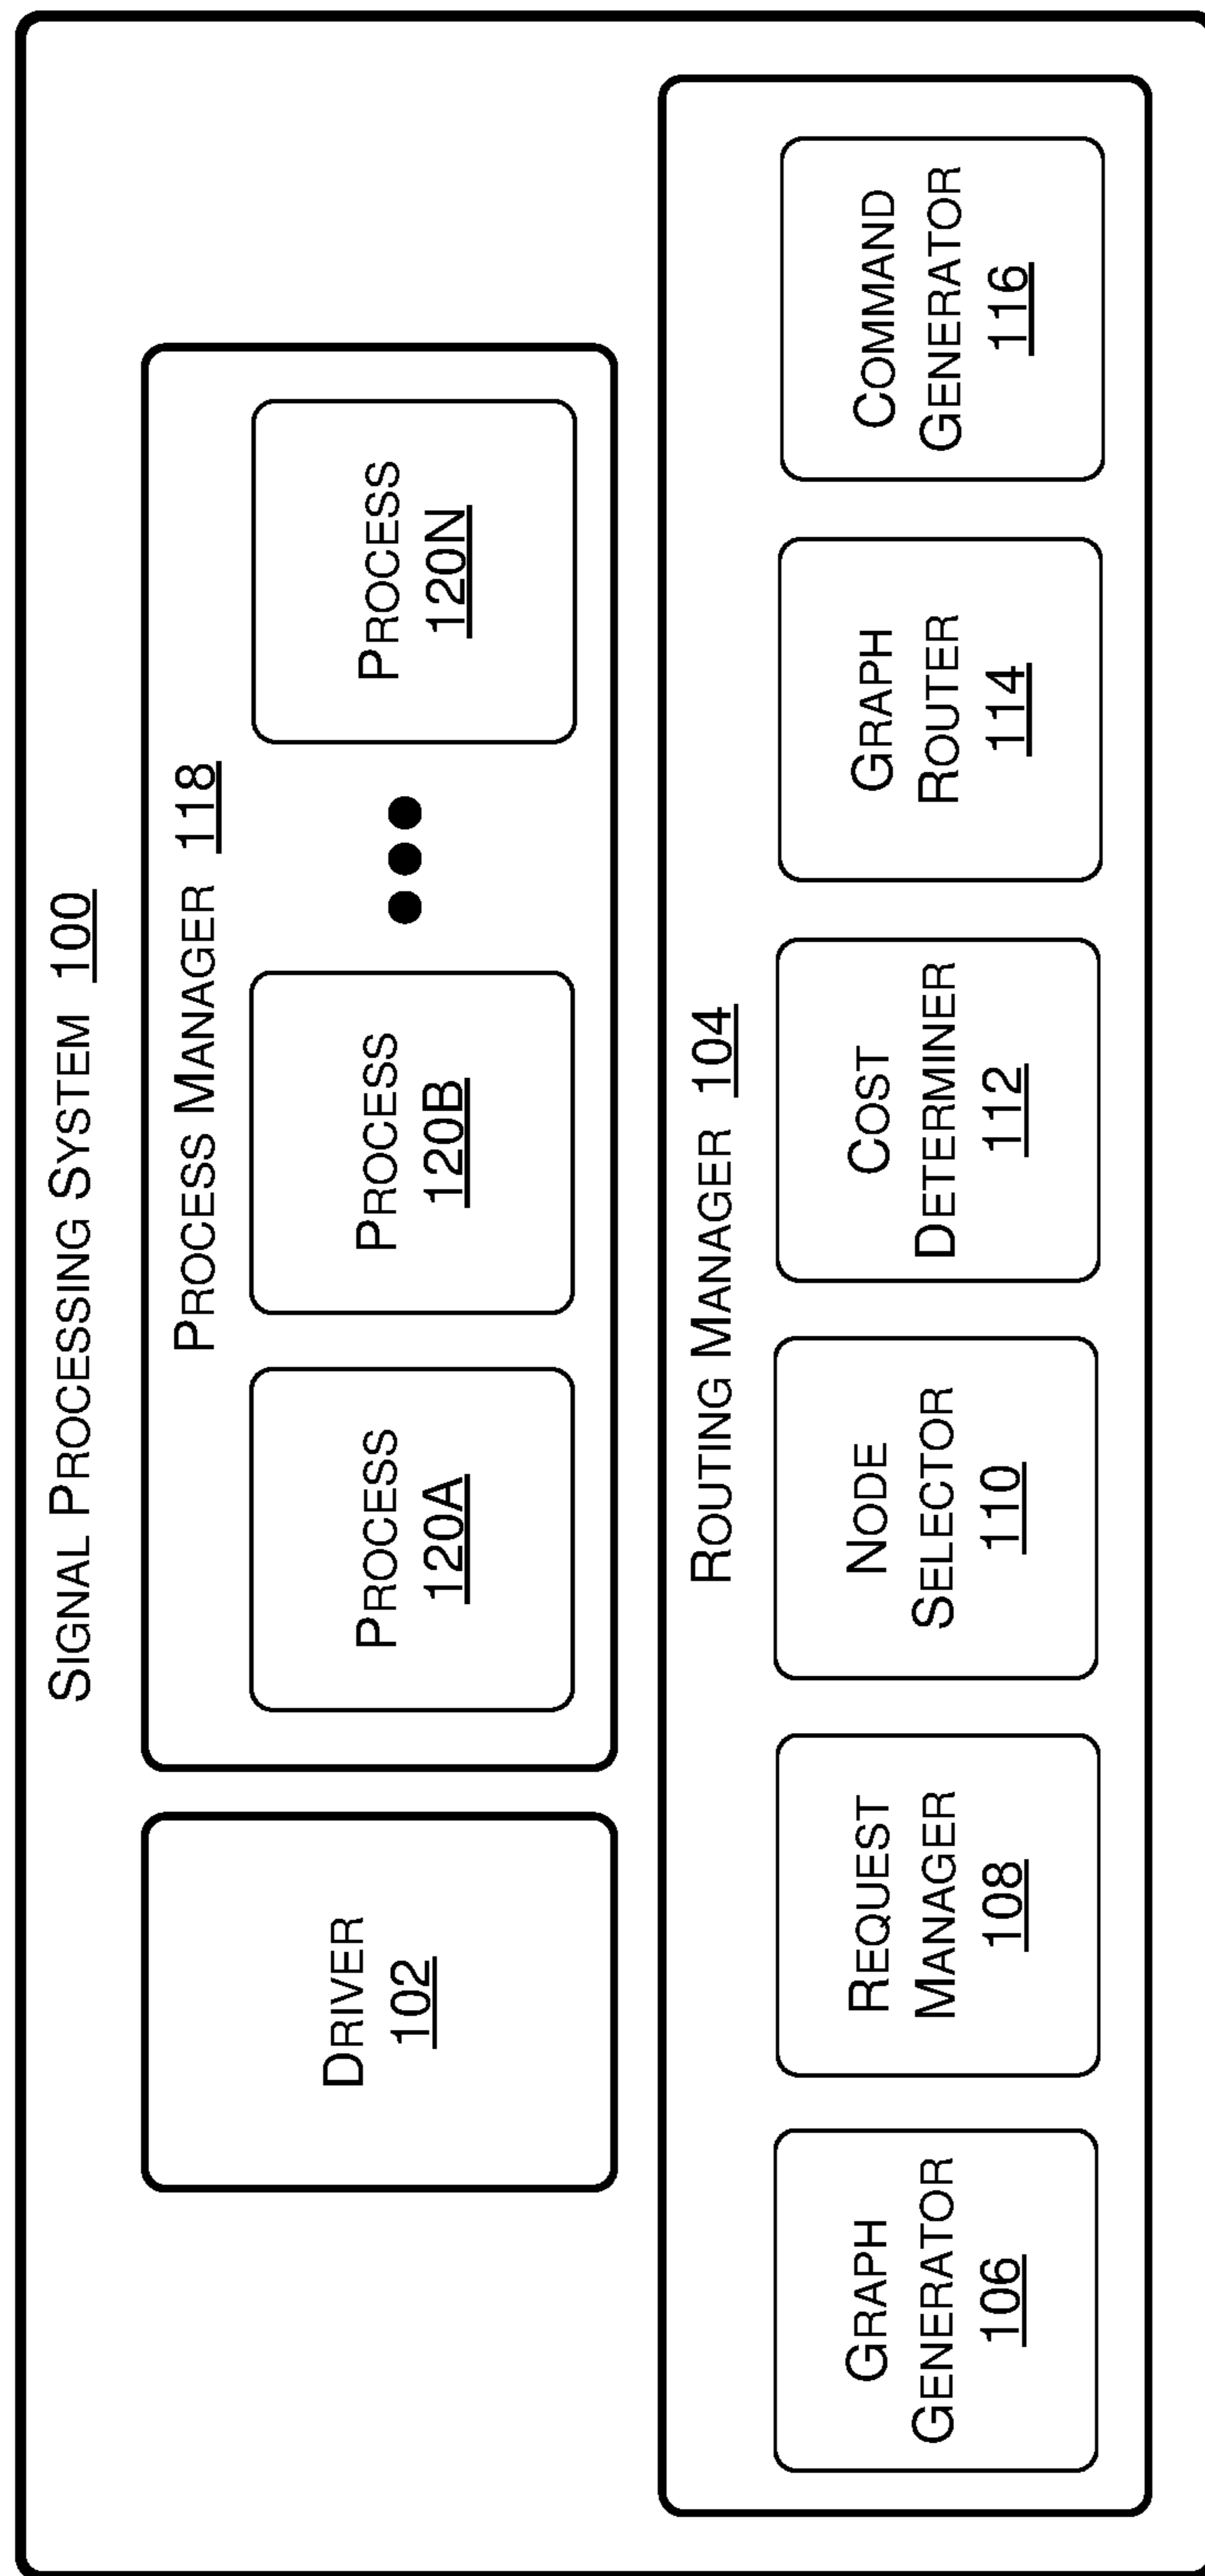 SIGNAL PROCESSING SYSTEM 100
DRIVER
102
PROCESS MANAGER 118
PROCESS
120A
PROCESS
120B
PROCESS
120N
ROUTING MANAGER 104
GRAPH
GENERATOR
106
REQUEST
MANAGER
108
NODE
SELECTOR
110
COST
DETERMINER
112
GRAPH
ROUTER
114
COMMAND
GENERATOR
116